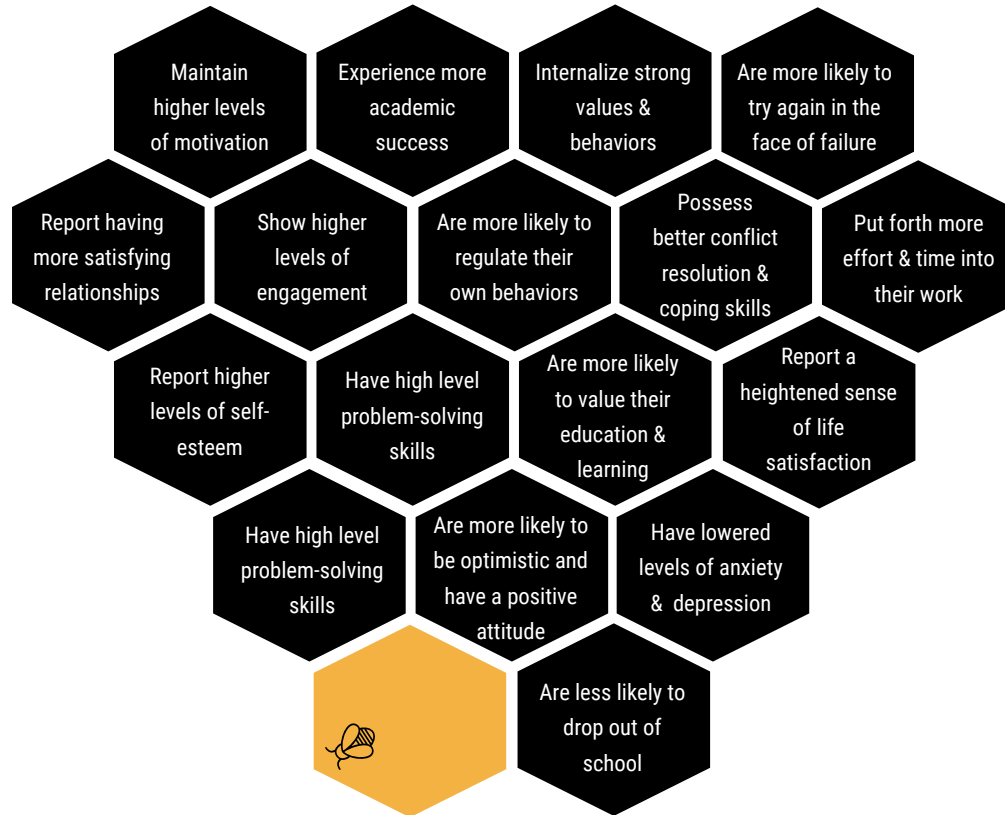 Maintain
higher levels
of motivation
Experience more
academic
success
Internalize strong
values &
behaviors
Are more likely to
try again in the
face of failure
Report having
more satisfying
relationships
Show higher
levels of
engagement
Are more likely to
regulate their
own behaviors
Possess
better conflict
resolution &
coping skills
Put forth more
effort & time into
their work
Report higher
levels of self-
esteem
Have high level
problem-solving
skills
Are more likely
to value their
education &
learning
Report a
heightened sense
of life
satisfaction
Have high level
problem-solving
skills
Are more likely to
be optimistic and
have a positive
attitude
Have lowered
levels of anxiety
& depression
Are less likely to
drop out of
school